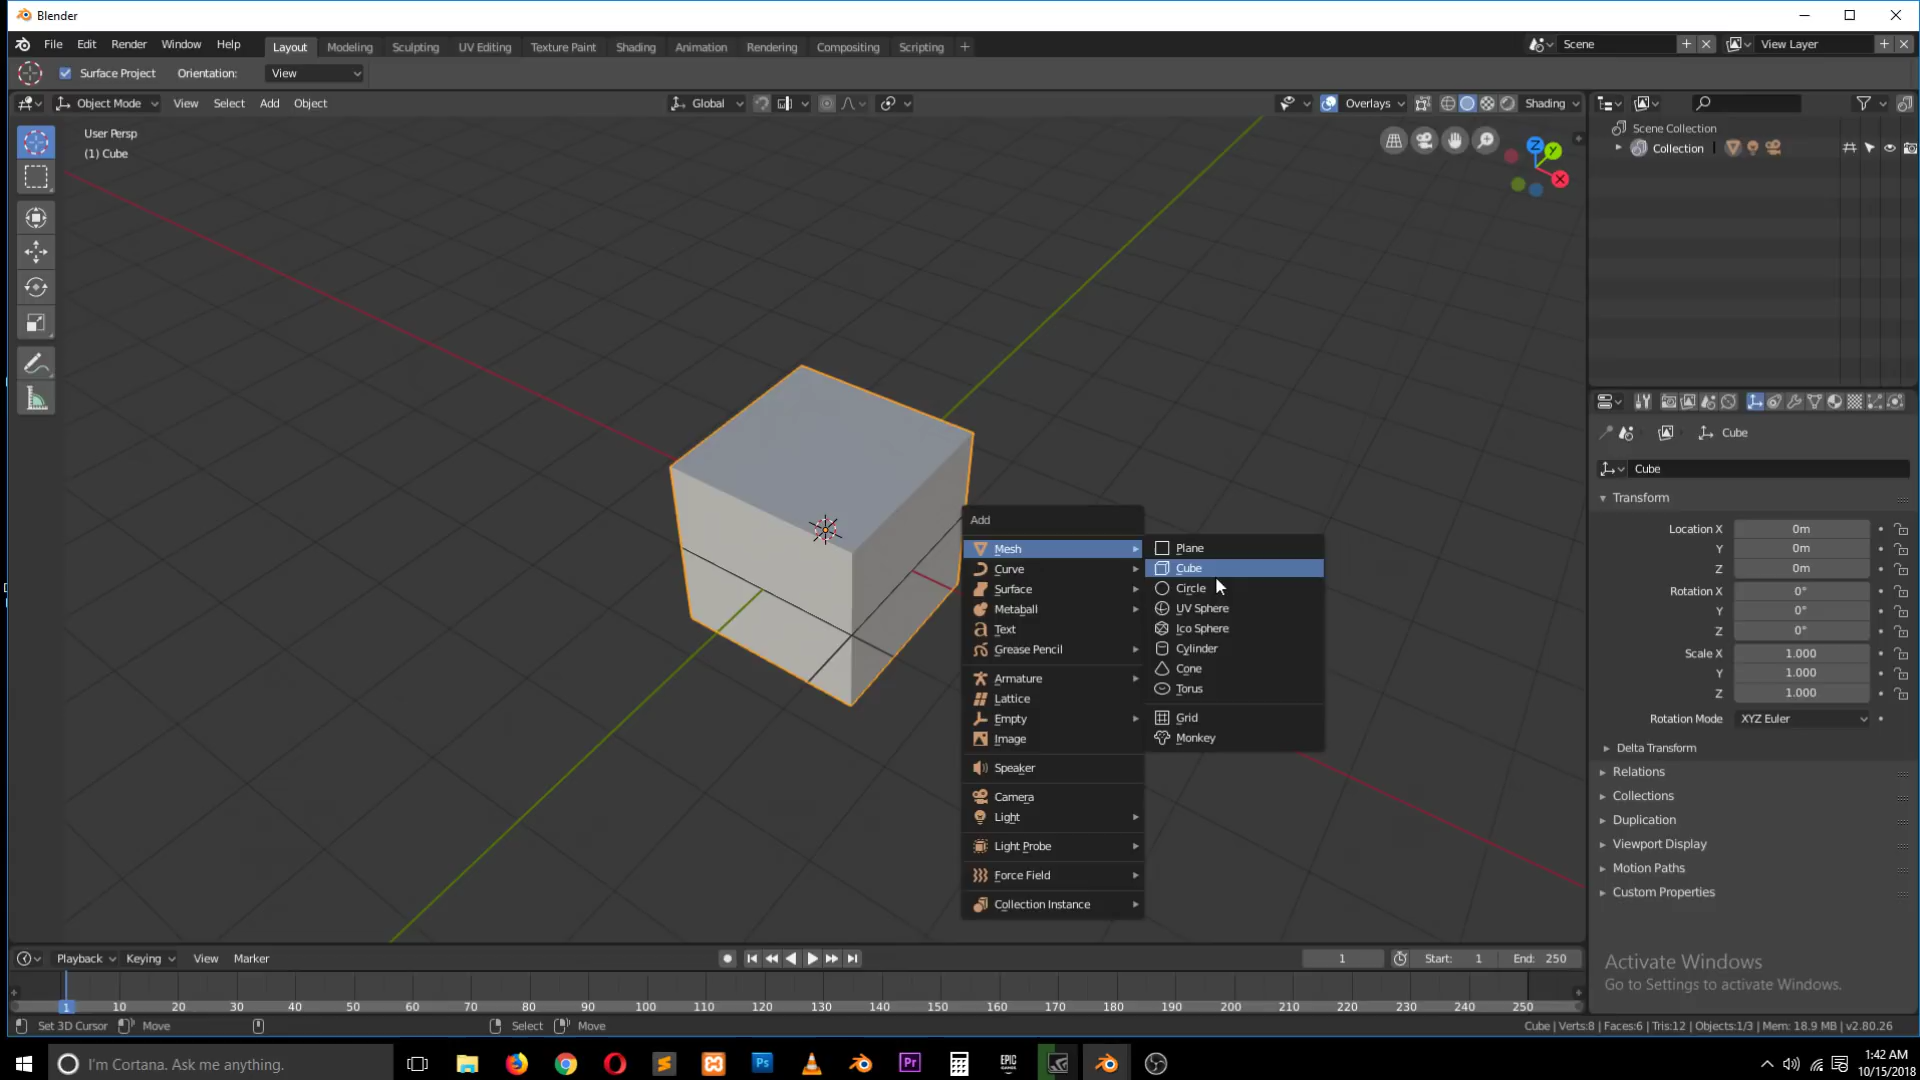 Blender
File Edit Render Window Help Layout Modeling Sculpting UV Editing Texture Paint Shading Animation Rendering Compositing Scripting + Scene View Layer
Surface Project Orientation: View
Object Mode View Select Add Object Global Overlays Shading
User Persp
(1) Cube
Z Y X
Scene Collection
Collection
Cube
Cube
Transform
Location X 0m
Y 0m
Z 0m
Rotation X 0°
Y 0°
Z 0°
Scale X 1.000
Y 1.000
Z 1.000
Rotation Mode XYZ Euler
Delta Transform
Relations
Collections
Duplication
Viewport Display
Motion Paths
Custom Properties
Add
Mesh
Curve
Surface
Metaball
Text
Grease Pencil
Armature
Lattice
Empty
Image
Speaker
Camera
Light
Light Probe
Force Field
Collection Instance
Plane
Cube
Circle
UV Sphere
Ico Sphere
Cylinder
Cone
Torus
Grid
Monkey
Activate Windows
Go to Settings to activate Windows.
Playback Keying View Marker 1 Start: 1 End: 250
1 10 20 30 40 50 60 70 80 90 100 110 120 130 140 150 160 170 180 190 200 210 220 230 240 250
Set 3D Cursor Move Select Move Cube | Verts:8 | Faces:6 | Tris:12 | Objects:1/3 | Mem: 18.9 MB | v2.80.26
I'm Cortana. Ask me anything. Ps Pr EPIC GAMES 1:42 AM
10/15/2018